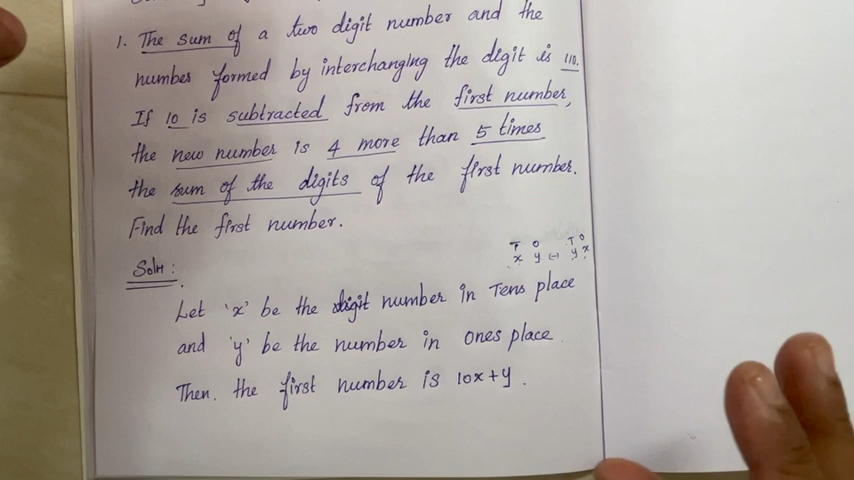 1. The sum of a two digit number and the
number formed by interchanging the digit is 110.
If 10 is subtracted from the first number,
the new number is 4 more than 5 times
the sum of the digits of the first number.
Find the first number.
T O T O
x y ↔ y x
Soln:
Let 'x' be the digit number in Tens place
and 'y' be the number in ones place
Then. the first number is 10x+y.